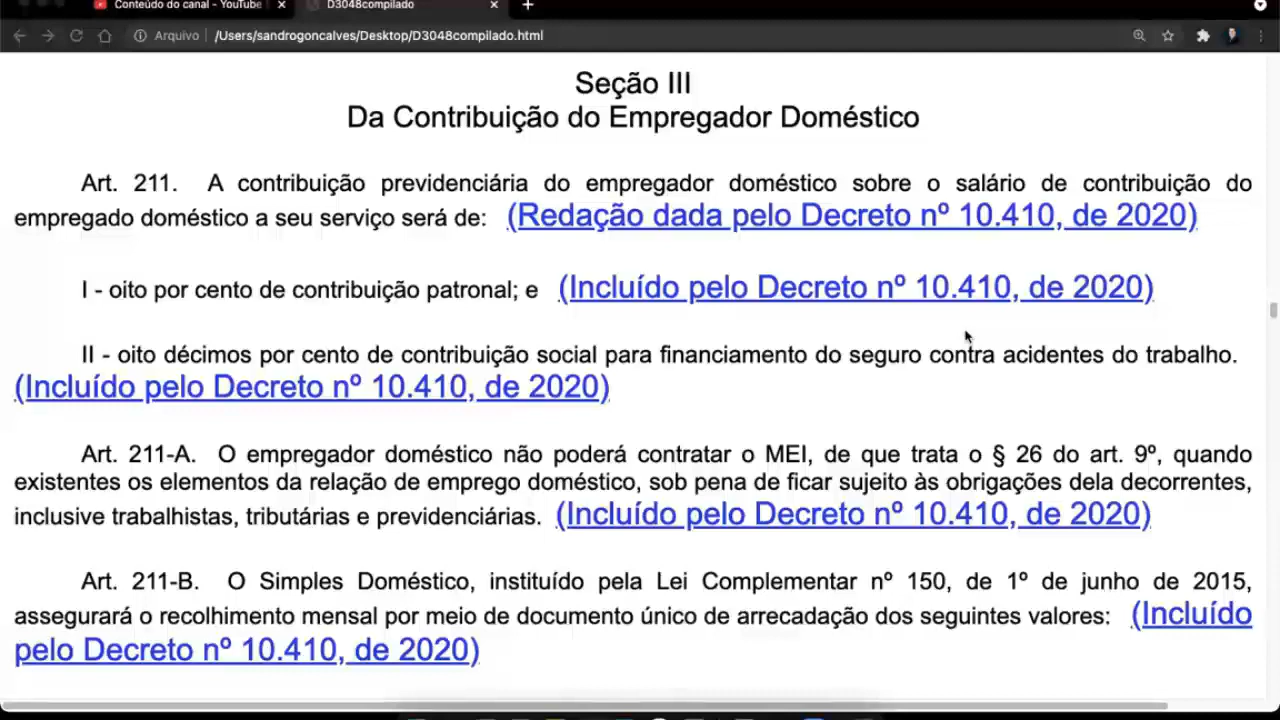 Conteúdo do canal - YouTube
D3048compilado
Arquivo | /Users/sandrogoncalves/Desktop/D3048compilado.html
Seção III
Da Contribuição do Empregador Doméstico
Art. 211. A contribuição previdenciária do empregador doméstico sobre o salário de contribuição do
empregado doméstico a seu serviço será de: (Redação dada pelo Decreto nº 10.410, de 2020)
I - oito por cento de contribuição patronal; e (Incluído pelo Decreto nº 10.410, de 2020)
II - oito décimos por cento de contribuição social para financiamento do seguro contra acidentes do trabalho.
(Incluído pelo Decreto nº 10.410, de 2020)
Art. 211-A. O empregador doméstico não poderá contratar o MEI, de que trata o § 26 do art. 9º, quando
existentes os elementos da relação de emprego doméstico, sob pena de ficar sujeito às obrigações dela decorrentes,
inclusive trabalhistas, tributárias e previdenciárias. (Incluído pelo Decreto nº 10.410, de 2020)
Art. 211-B. O Simples Doméstico, instituído pela Lei Complementar nº 150, de 1º de junho de 2015,
assegurará o recolhimento mensal por meio de documento único de arrecadação dos seguintes valores: (Incluído
pelo Decreto nº 10.410, de 2020)